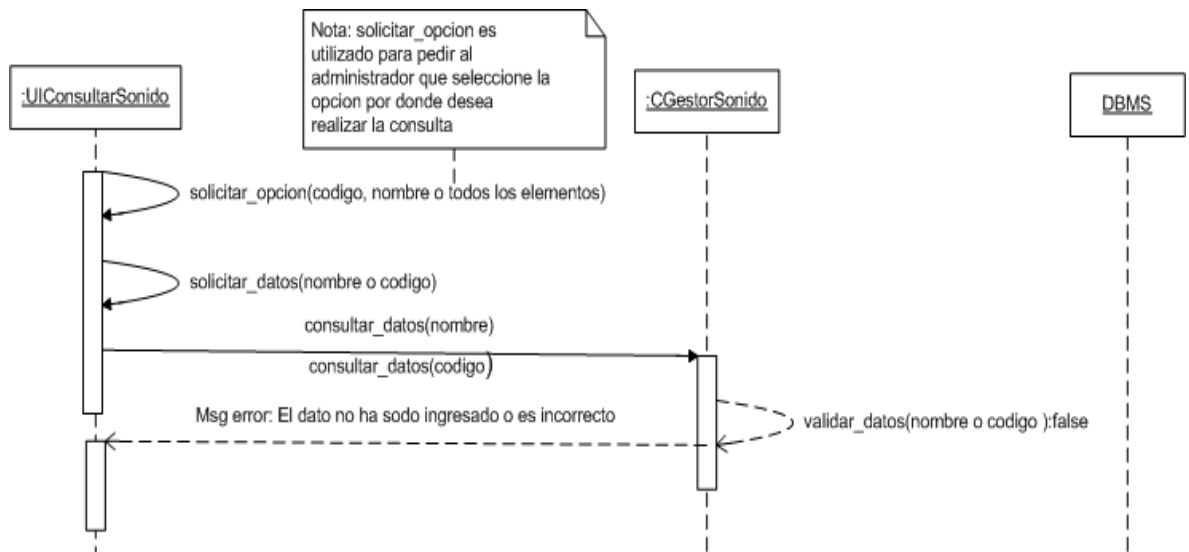 Nota: solicitar_opcion es
utilizado para pedir al
administrador que seleccione la
opcion por donde desea
realizar la consulta
:UIConsultarSonido
:CGestorSonido
DBMS
solicitar_opcion(codigo, nombre o todos los elementos)
solicitar_datos(nombre o codigo)
consultar_datos(nombre)
consultar_datos(codigo)
Msg error: El dato no ha sodo ingresado o es incorrecto
validar_datos(nombre o codigo ):false